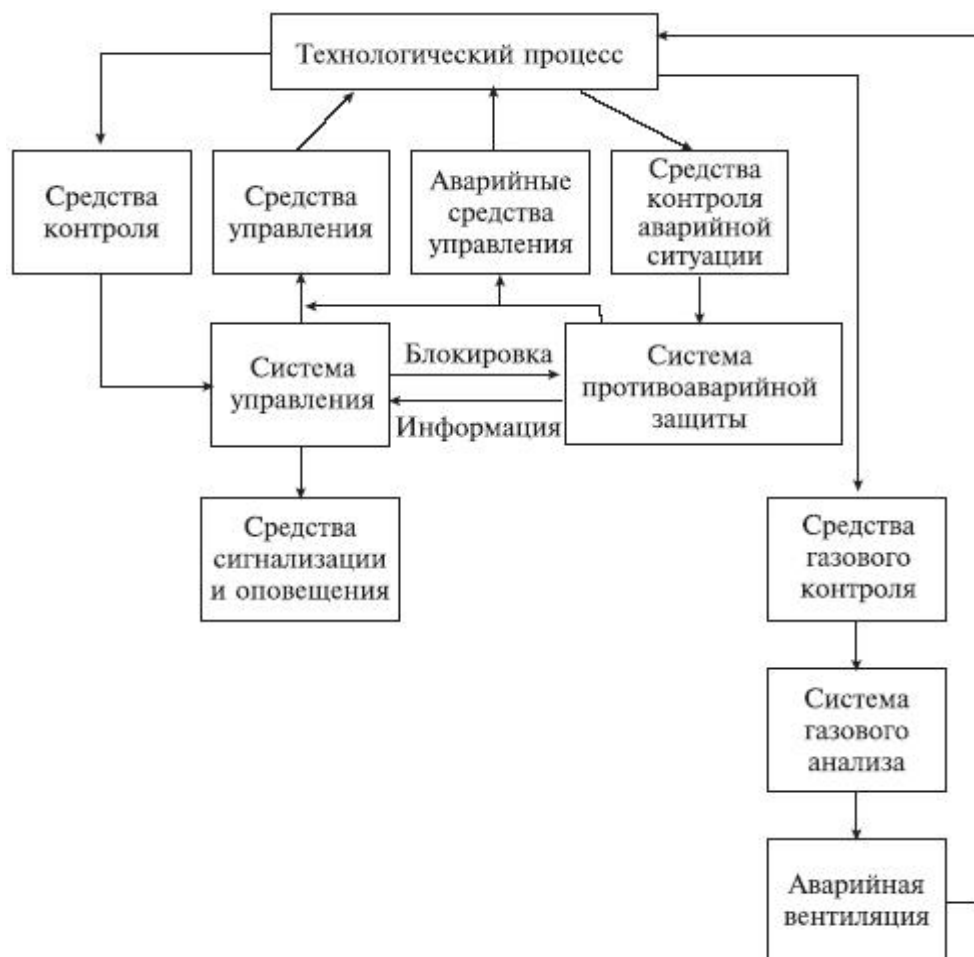 Технологический процесс
Средства
контроля
Средства
управления
Аварийные
средства
управления
Средства
контроля
аварийной
ситуации
Система
управления
Блокировка
Информация
Система
противоаварийной
защиты
Средства
сигнализации
и оповещения
Средства
газового
контроля
Система
газового
анализа
Аварийная
вентиляция